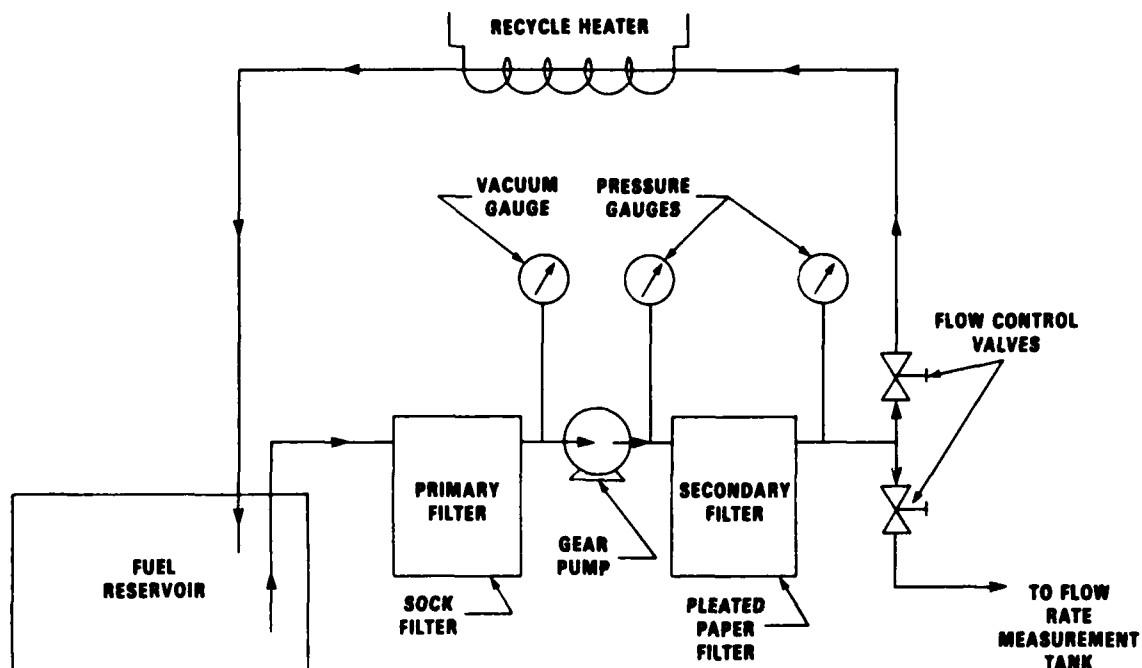 RECYCLE HEATER
VACUUM
GAUGE
PRESSURE
GAUGES
FLOW CONTROL
VALVES
PRIMARY
FILTER
SECONDARY
FILTER
GEAR
PUMP
FUEL
RESERVOIR
SOCK
FILTER
PLEATED
PAPER
FILTER
TO FLOW
RATE
MEASUREMENT
TANK